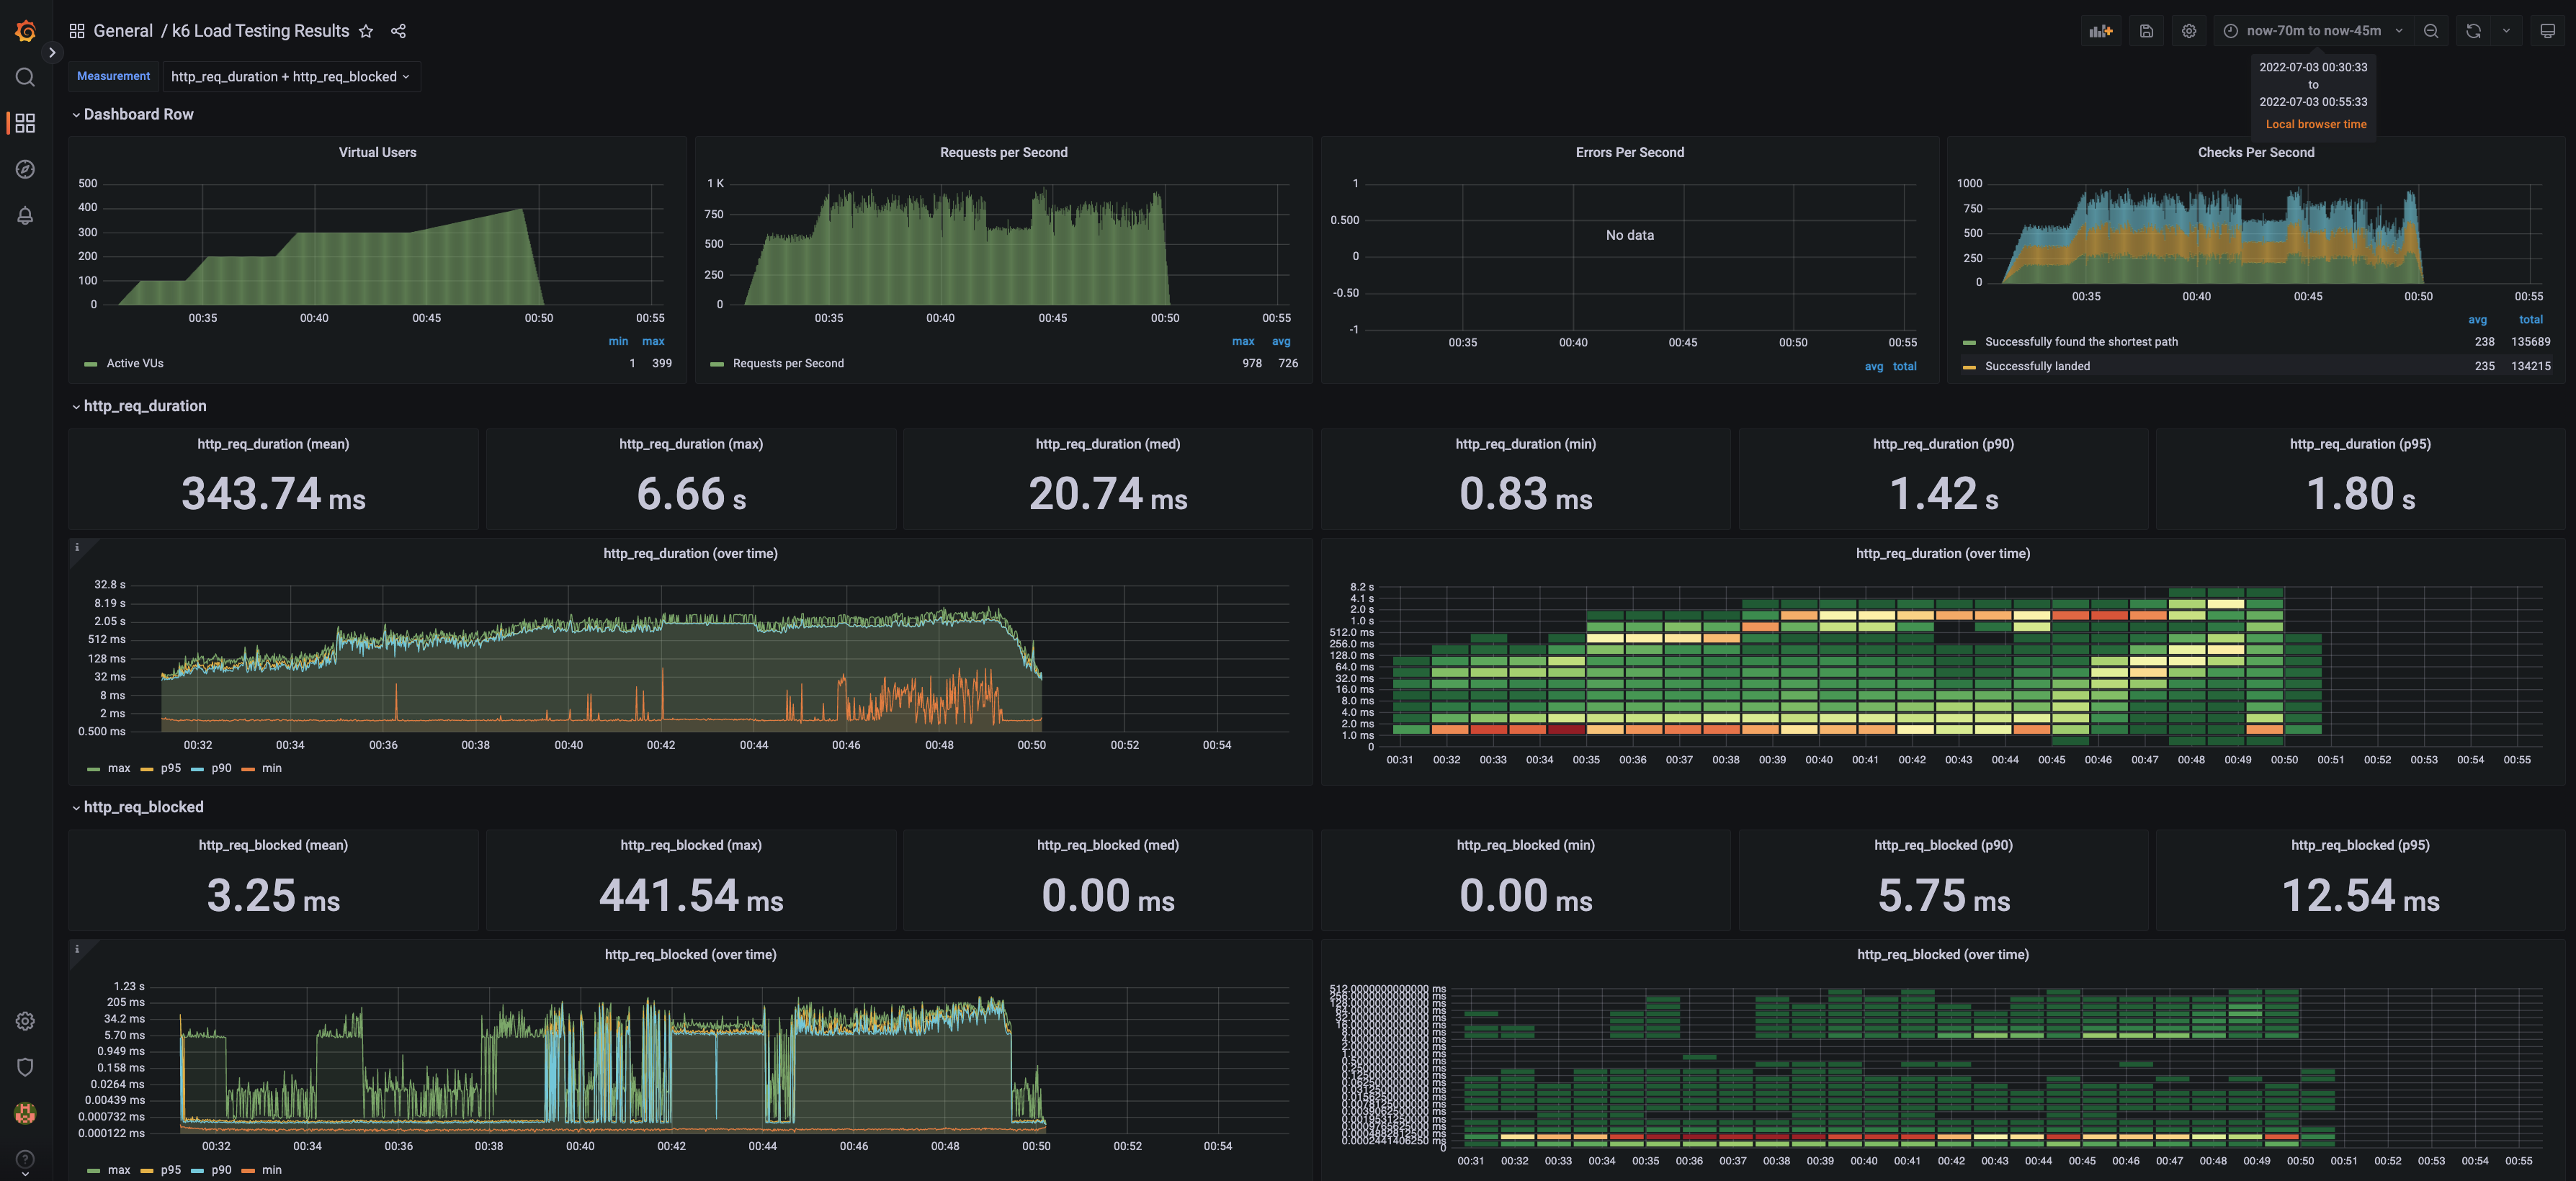 General / k6 Load Testing Results
now-70m to now-45m
2022-07-03 00:30:33
to
2022-07-03 00:55:33
Local browser time
Measurement http_req_duration + http_req_blocked
Dashboard Row
Virtual Users
500
400
300
200
100
0
00:35 00:40 00:45 00:50 00:55
min max
Active VUs 1 399
Requests per Second
1 K
750
500
250
0
00:35 00:40 00:45 00:50 00:55
max avg
Requests per Second 978 726
Errors Per Second
1
0.500
0
-0.50
-1
No data
00:35 00:40 00:45 00:50 00:55
avg total
Checks Per Second
1000
750
500
250
0
00:35 00:40 00:45 00:50 00:55
avg total
Successfully found the shortest path 238 135689
Successfully landed 235 134215
http_req_duration
http_req_duration (mean)
343.74 ms
http_req_duration (max)
6.66 s
http_req_duration (med)
20.74 ms
http_req_duration (min)
0.83 ms
http_req_duration (p90)
1.42 s
http_req_duration (p95)
1.80 s
i
http_req_duration (over time)
32.8 s
8.19 s
2.05 s
512 ms
128 ms
32 ms
8 ms
2 ms
0.500 ms
00:32 00:34 00:36 00:38 00:40 00:42 00:44 00:46 00:48 00:50 00:52 00:54
max p95 p90 min
http_req_duration (over time)
8.2 s
4.1 s
2.0 s
1.0 s
512.0 ms
256.0 ms
128.0 ms
64.0 ms
32.0 ms
16.0 ms
8.0 ms
4.0 ms
2.0 ms
1.0 ms
0
00:31 00:32 00:33 00:34 00:35 00:36 00:37 00:38 00:39 00:40 00:41 00:42 00:43 00:44 00:45 00:46 00:47 00:48 00:49 00:50 00:51 00:52 00:53 00:54 00:55
http_req_blocked
http_req_blocked (mean)
3.25 ms
http_req_blocked (max)
441.54 ms
http_req_blocked (med)
0.00 ms
http_req_blocked (min)
0.00 ms
http_req_blocked (p90)
5.75 ms
http_req_blocked (p95)
12.54 ms
i
http_req_blocked (over time)
1.23 s
205 ms
34.2 ms
5.70 ms
0.949 ms
0.158 ms
0.0264 ms
0.00439 ms
0.000732 ms
0.000122 ms
00:32 00:34 00:36 00:38 00:40 00:42 00:44 00:46 00:48 00:50 00:52 00:54
max p95 p90 min
http_req_blocked (over time)
512.0000000000000 ms
0.0002441406250 ms
0
00:31 00:32 00:33 00:34 00:35 00:36 00:37 00:38 00:39 00:40 00:41 00:42 00:43 00:44 00:45 00:46 00:47 00:48 00:49 00:50 00:51 00:52 00:53 00:54 00:55